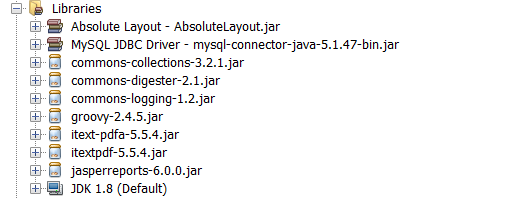 Libraries
Absolute Layout - AbsoluteLayout.jar
MySQL JDBC Driver - mysql-connector-java-5.1.47-bin.jar
commons-collections-3.2.1.jar
commons-digester-2.1.jar
commons-logging-1.2.jar
groovy-2.4.5.jar
itext-pdfa-5.5.4.jar
itextpdf-5.5.4.jar
jasperreports-6.0.0.jar
JDK 1.8 (Default)